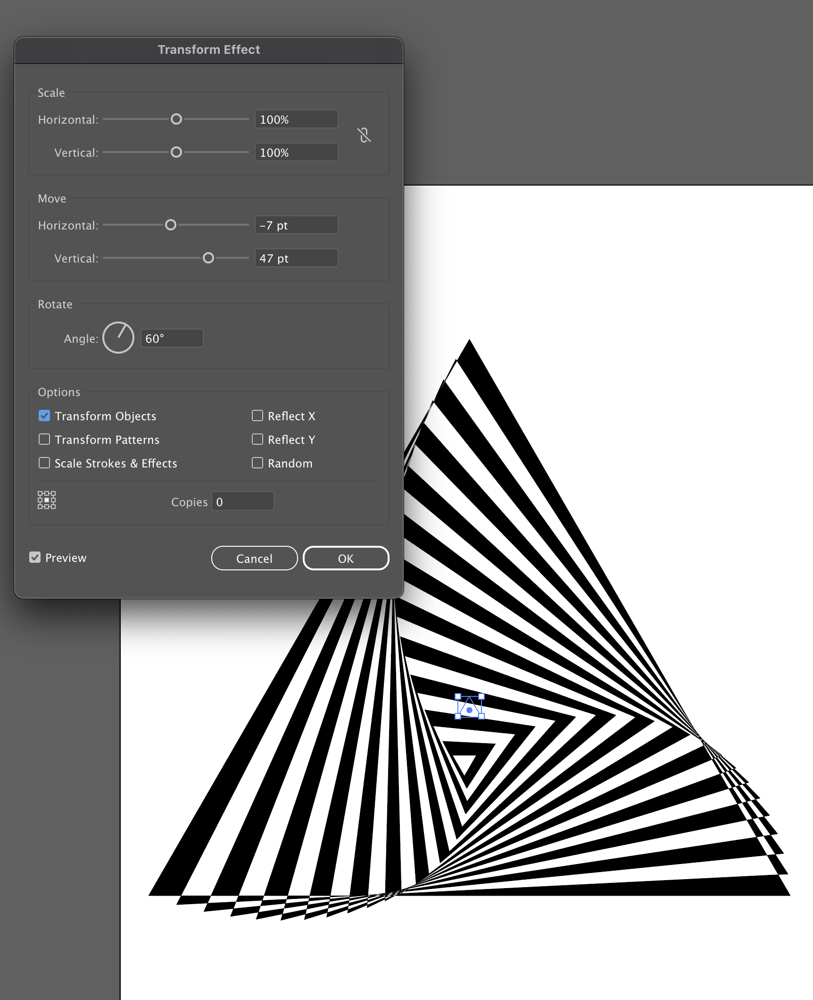 Transform Effect
Scale
Horizontal: 100%
Vertical: 100%
Move
Horizontal: –7 pt
Vertical: 47 pt
Rotate
Angle: 60°
Options
Transform Objects Reflect X
Transform Patterns Reflect Y
Scale Strokes & Effects Random
Copies 0
Preview Cancel OK